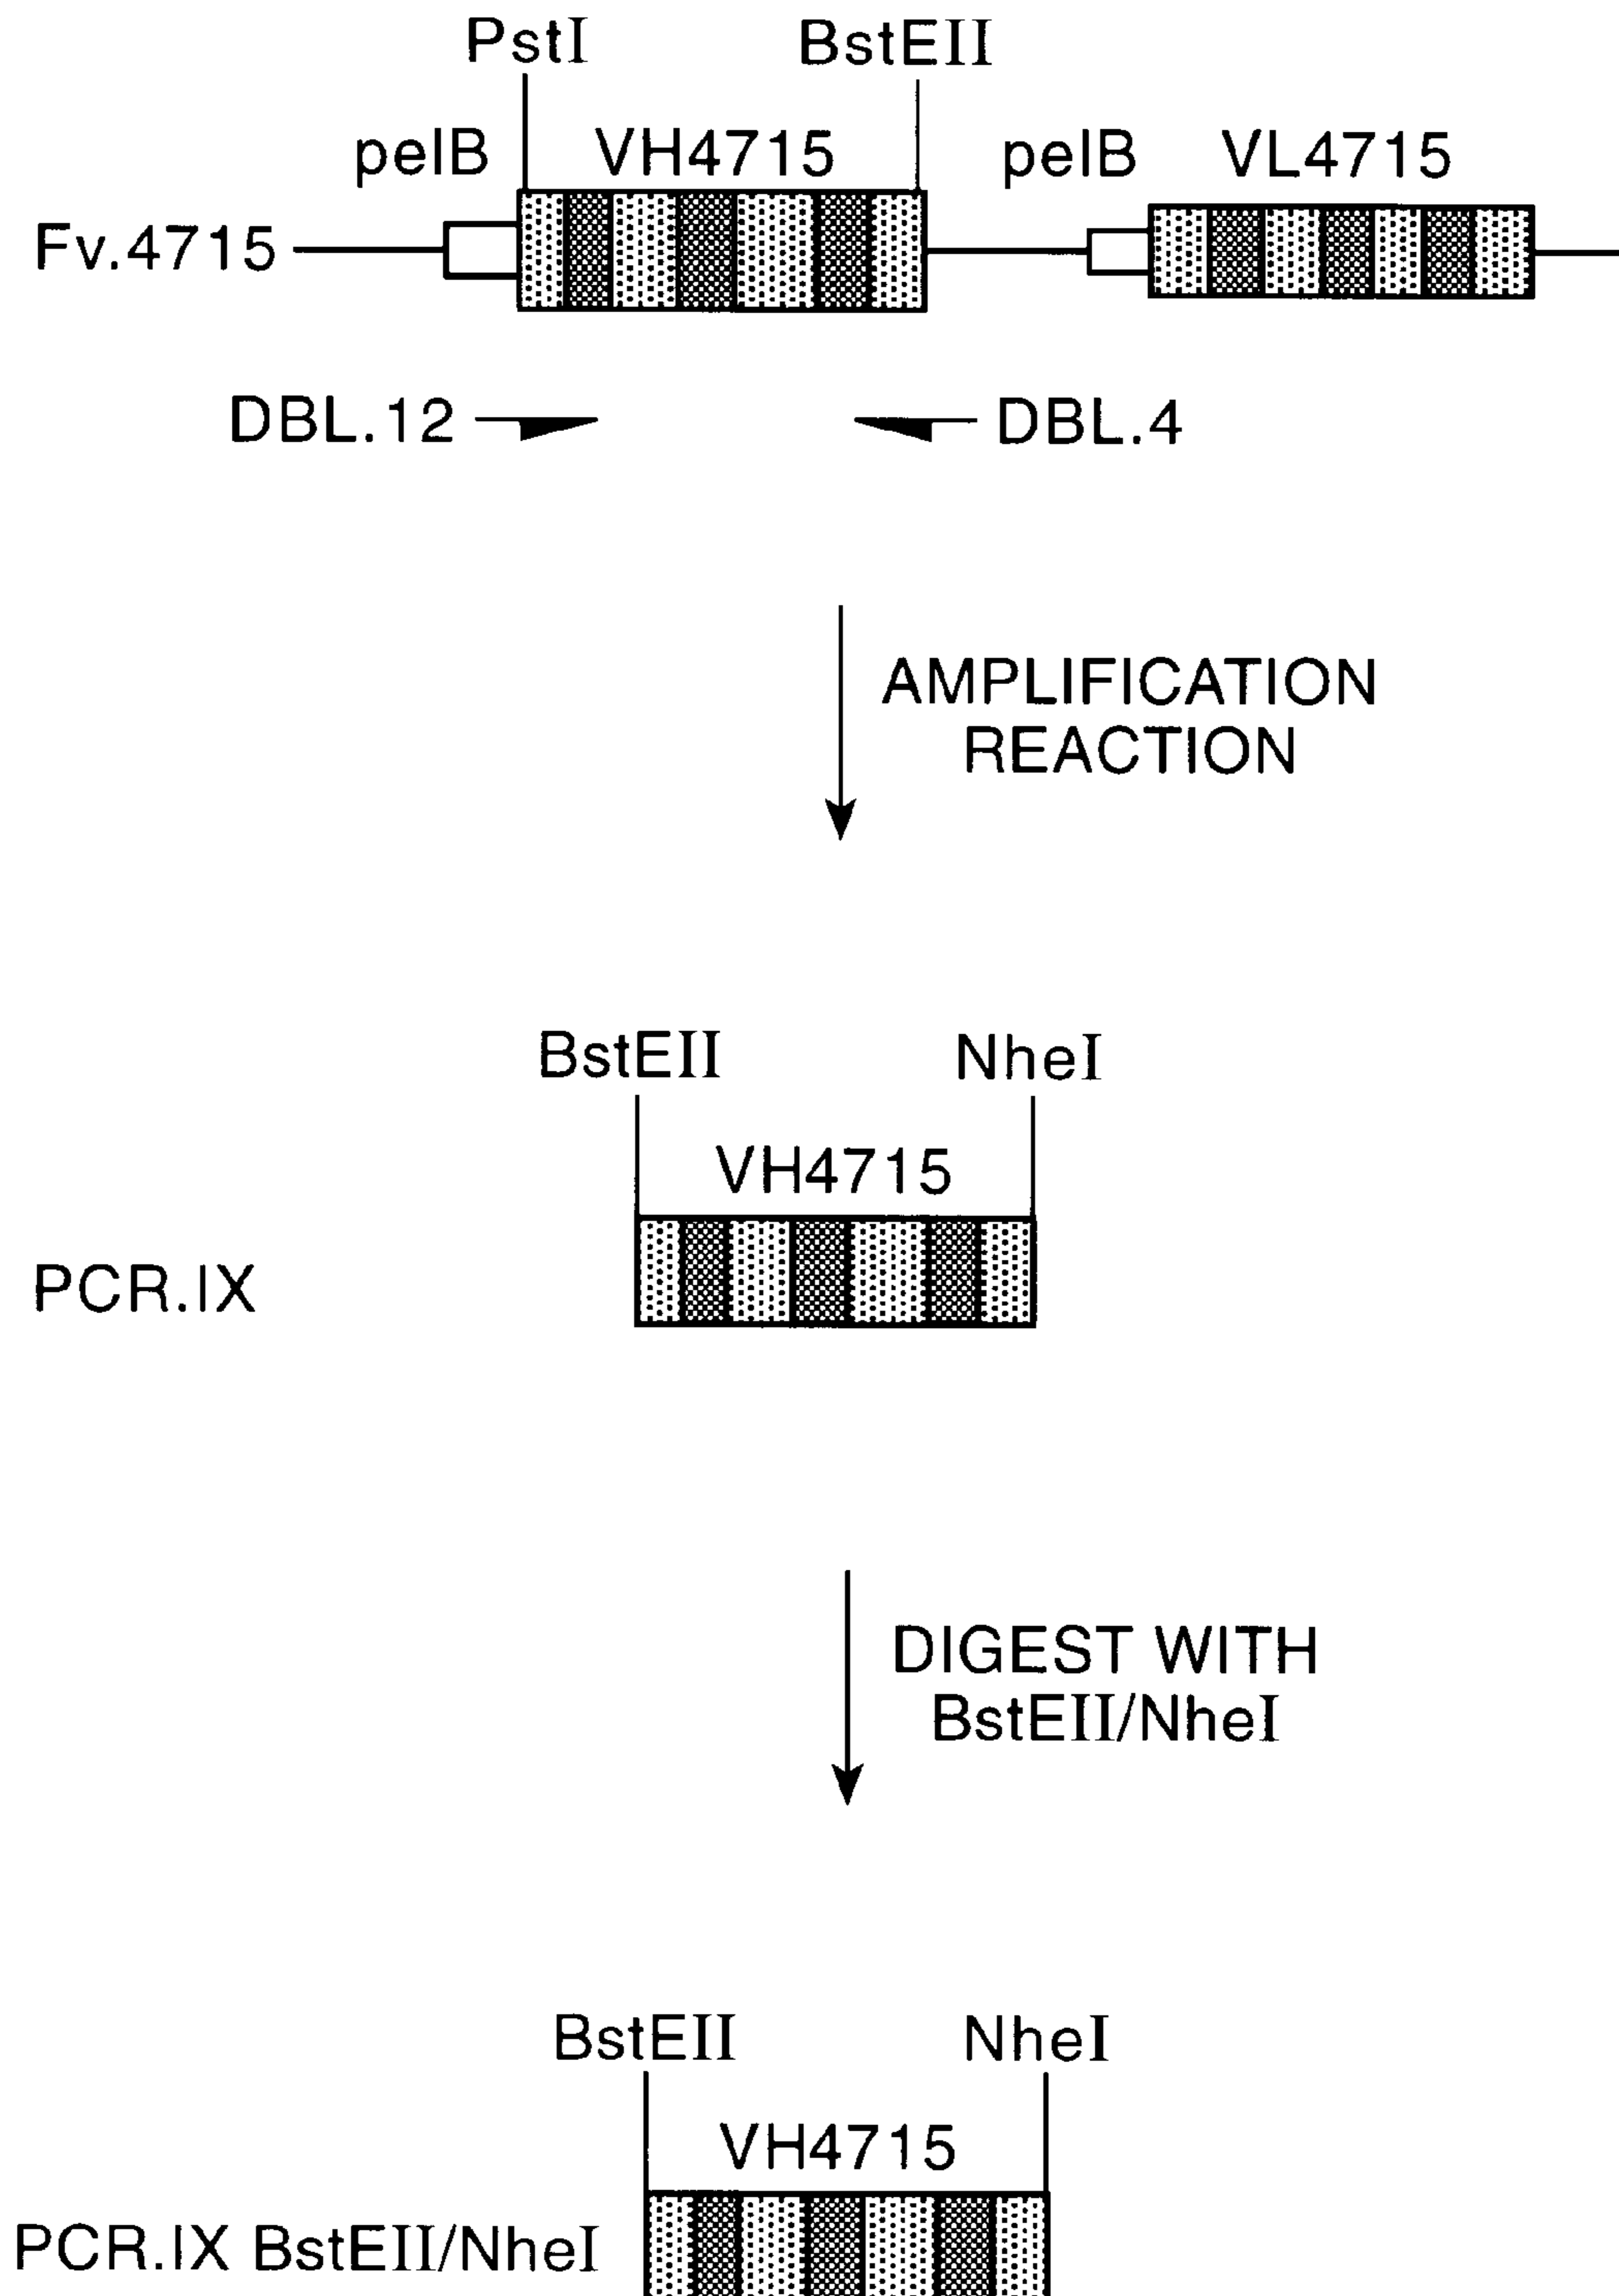 PstI BstEII
pelB VH4715 pelB VL4715
Fv.4715
DBL.12 DBL.4
AMPLIFICATION
REACTION
BstEII NheI
VH4715
PCR.IX
DIGEST WITH
BstEII/NheI
BstEII NheI
VH4715
PCR.IX BstEII/NheI